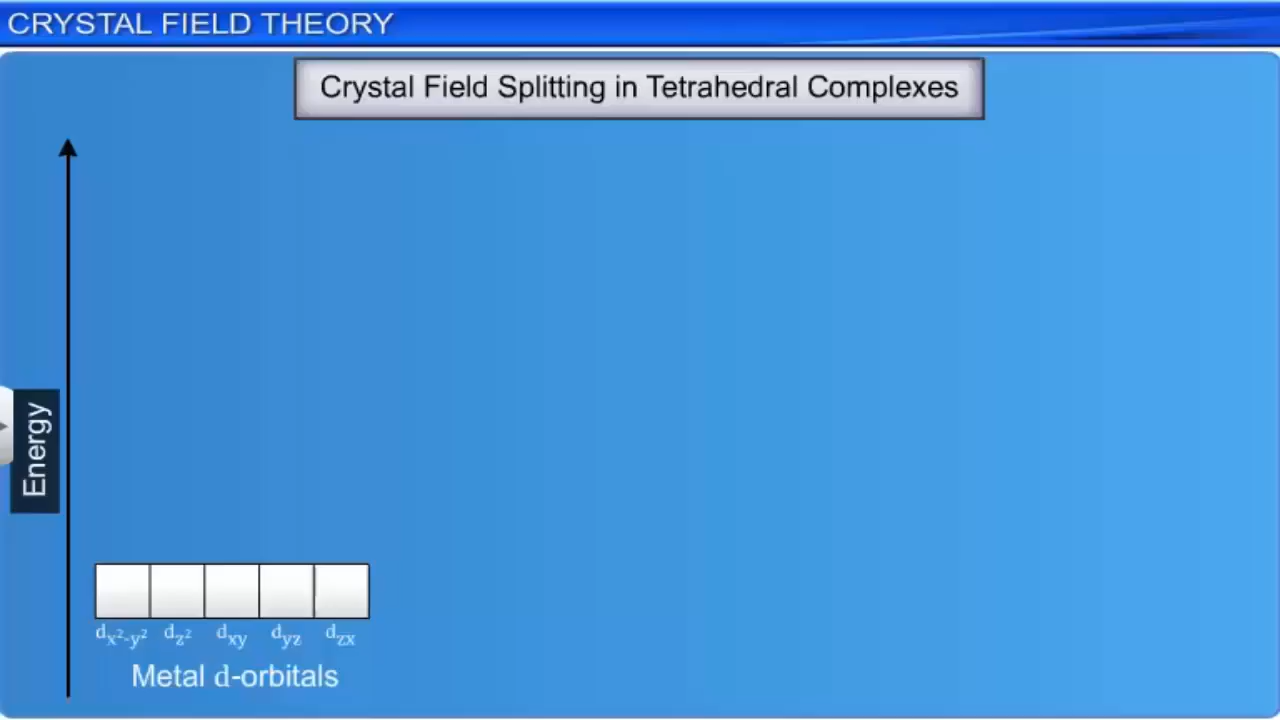 CRYSTAL FIELD THEORY
Crystal Field Splitting in Tetrahedral Complexes
Energy
dx²-y² dz² dxy dyz dzx
Metal d-orbitals